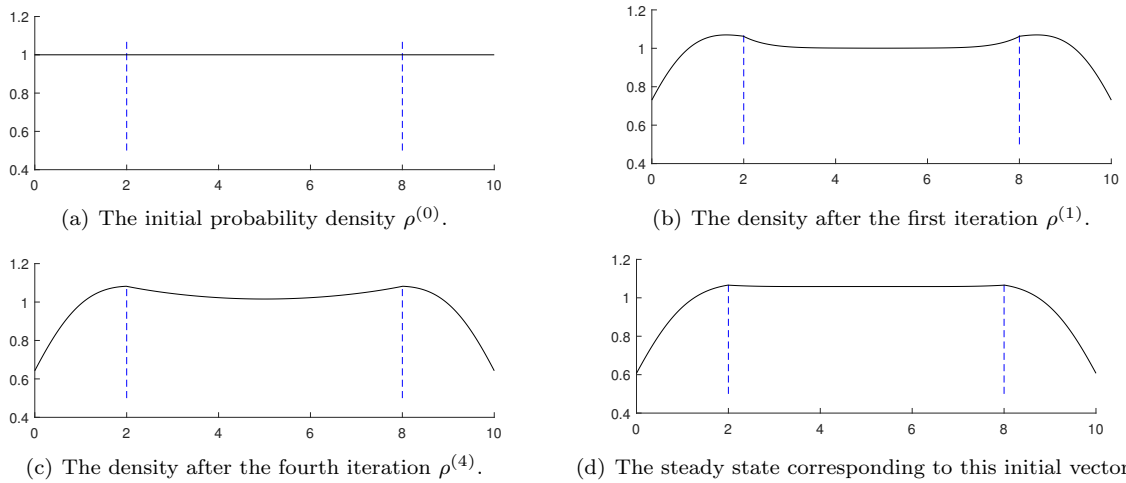 1.2
1
0.8
0.6
0.4
0 2 4 6 8 10
(a) The initial probability density ρ(0).
1.2
1
0.8
0.6
0.4
0 2 4 6 8 10
(b) The density after the first iteration ρ(1).
1.2
1
0.8
0.6
0.4
0 2 4 6 8 10
(c) The density after the fourth iteration ρ(4).
1.2
1
0.8
0.6
0.4
0 2 4 6 8 10
(d) The steady state corresponding to this initial vector